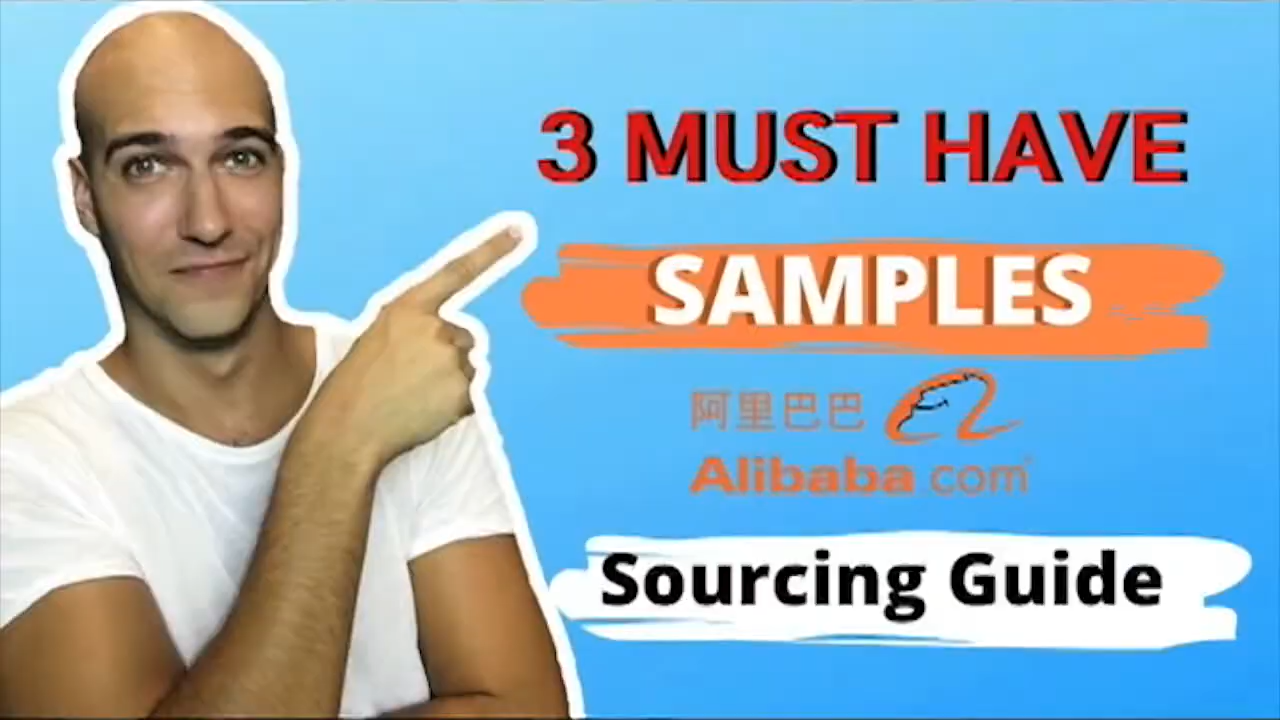 3 MUST HAVE
SAMPLES
阿里巴巴
Alibaba.com
Sourcing Guide